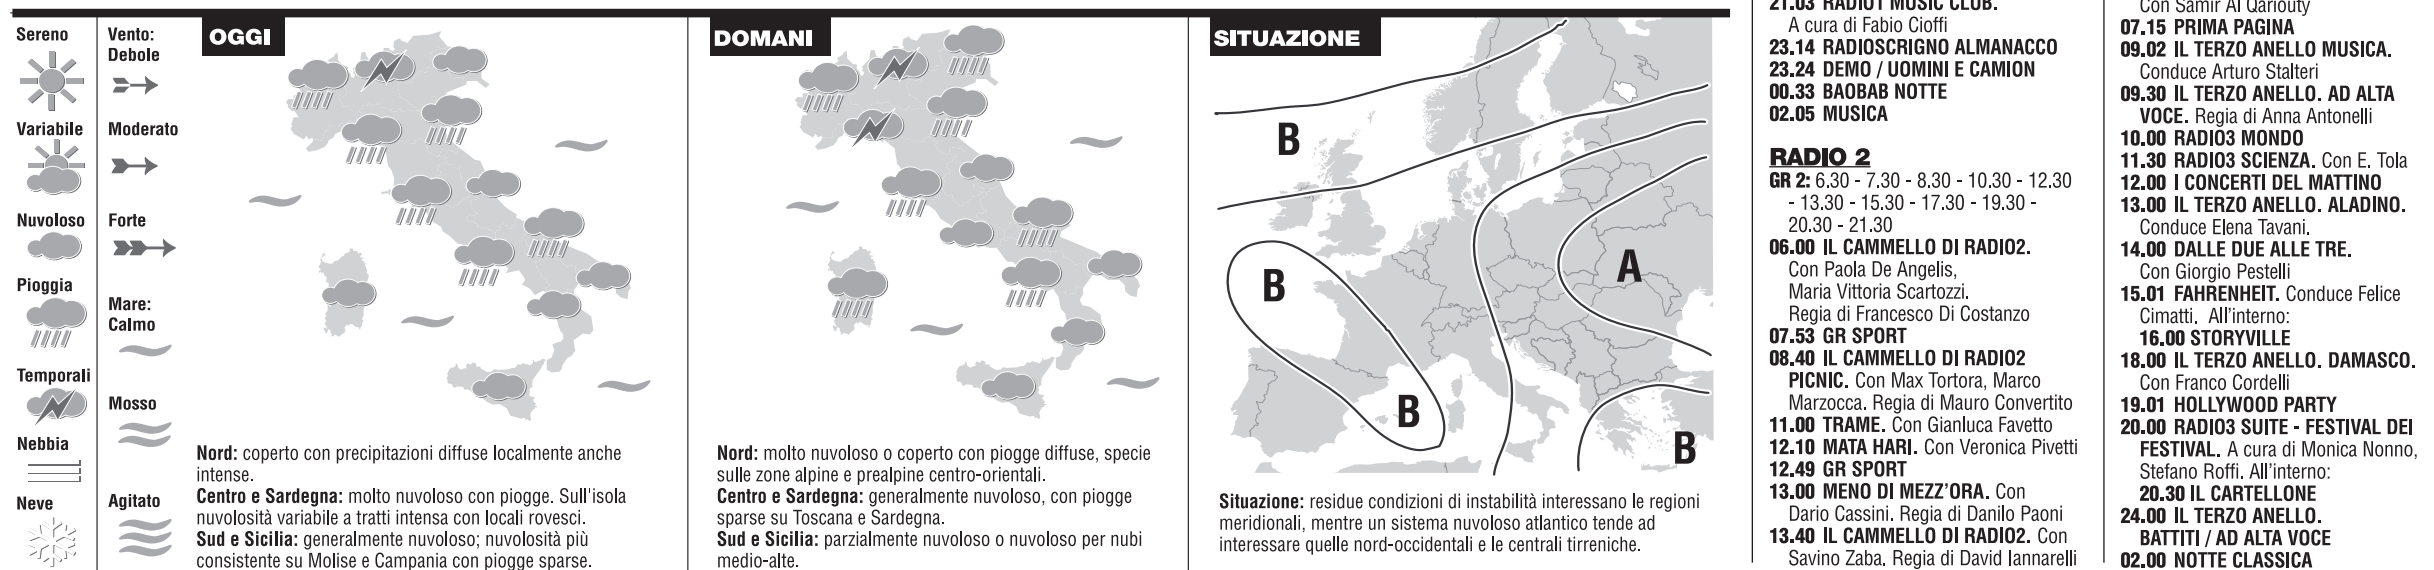 Sereno
Variabile
Nuvoloso
Pioggia
Temporali
Nebbia
Neve
Vento:
Debole
Moderato
Forte
Mare:
Calmo
Mosso
Agitato
OGGI
Nord: coperto con precipitazioni diffuse localmente anche
intense.
Centro e Sardegna: molto nuvoloso con piogge. Sull'isola
nuvolosità variabile a tratti intensa con locali rovesci.
Sud e Sicilia: generalmente nuvoloso; nuvolosità più
consistente su Molise e Campania con piogge sparse.
DOMANI
Nord: molto nuvoloso o coperto con piogge diffuse, specie
sulle zone alpine e prealpine centro-orientali.
Centro e Sardegna: generalmente nuvoloso, con piogge
sparse su Toscana e Sardegna.
Sud e Sicilia: parzialmente nuvoloso o nuvoloso per nubi
medio-alte.
SITUAZIONE
B
A
B
B
B
Situazione: residue condizioni di instabilità interessano le regioni
meridionali, mentre un sistema nuvoloso atlantico tende ad
interessare quelle nord-occidentali e le centrali tirreniche.
21.03 RADIO1 MUSIC CLUB.
A cura di Fabio Cioffi
23.14 RADIOSCRIGNO ALMANACCO
23.24 DEMO / UOMINI E CAMION
00.33 BAOBAB NOTTE
02.05 MUSICA
RADIO 2
GR 2: 6.30 - 7.30 - 8.30 - 10.30 - 12.30
- 13.30 - 15.30 - 17.30 - 19.30 -
20.30 - 21.30
06.00 IL CAMMELLO DI RADIO2.
Con Paola De Angelis,
Maria Vittoria Scartozzi.
Regia di Francesco Di Costanzo
07.53 GR SPORT
08.40 IL CAMMELLO DI RADIO2
PICNIC. Con Max Tortora, Marco
Marzocca. Regia di Mauro Convertito
11.00 TRAME. Con Gianluca Favetto
12.10 MATA HARI. Con Veronica Pivetti
12.49 GR SPORT
13.00 MENO DI MEZZ'ORA. Con
Dario Cassini. Regia di Danilo Paoni
13.40 IL CAMMELLO DI RADIO2. Con
Savino Zaba. Regia di David Iannarelli
Con Samir Al Qariouty
07.15 PRIMA PAGINA
09.02 IL TERZO ANELLO MUSICA.
Conduce Arturo Stalteri
09.30 IL TERZO ANELLO. AD ALTA
VOCE. Regia di Anna Antonelli
10.00 RADIO3 MONDO
11.30 RADIO3 SCIENZA. Con E. Tola
12.00 I CONCERTI DEL MATTINO
13.00 IL TERZO ANELLO. ALADINO.
Conduce Elena Tavani.
14.00 DALLE DUE ALLE TRE.
Con Giorgio Pestelli
15.01 FAHRENHEIT. Conduce Felice
Cimatti. All'interno:
16.00 STORYVILLE
18.00 IL TERZO ANELLO. DAMASCO.
Con Franco Cordelli
19.01 HOLLYWOOD PARTY
20.00 RADIO3 SUITE - FESTIVAL DEI
FESTIVAL. A cura di Monica Nonno,
Stefano Roffi. All'interno:
20.30 IL CARTELLONE
24.00 IL TERZO ANELLO.
BATTITI / AD ALTA VOCE
02.00 NOTTE CLASSICA